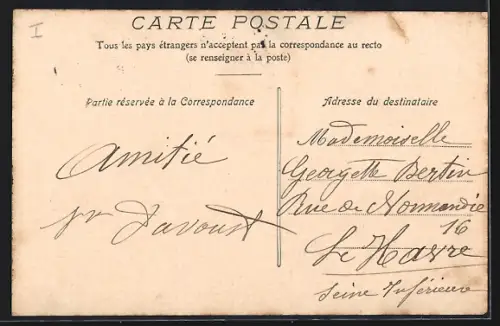 I
CARTE POSTALE
Tous les pays étrangers n'acceptent pas la correspondance au recto
(se renseigner à la poste)
Partie réservée à la Correspondance
Amitié
Davoust
Adresse du destinataire
Mademoiselle
Georgette Bertin
Rue de Normandie
16
Le Havre
Seine Inférieure